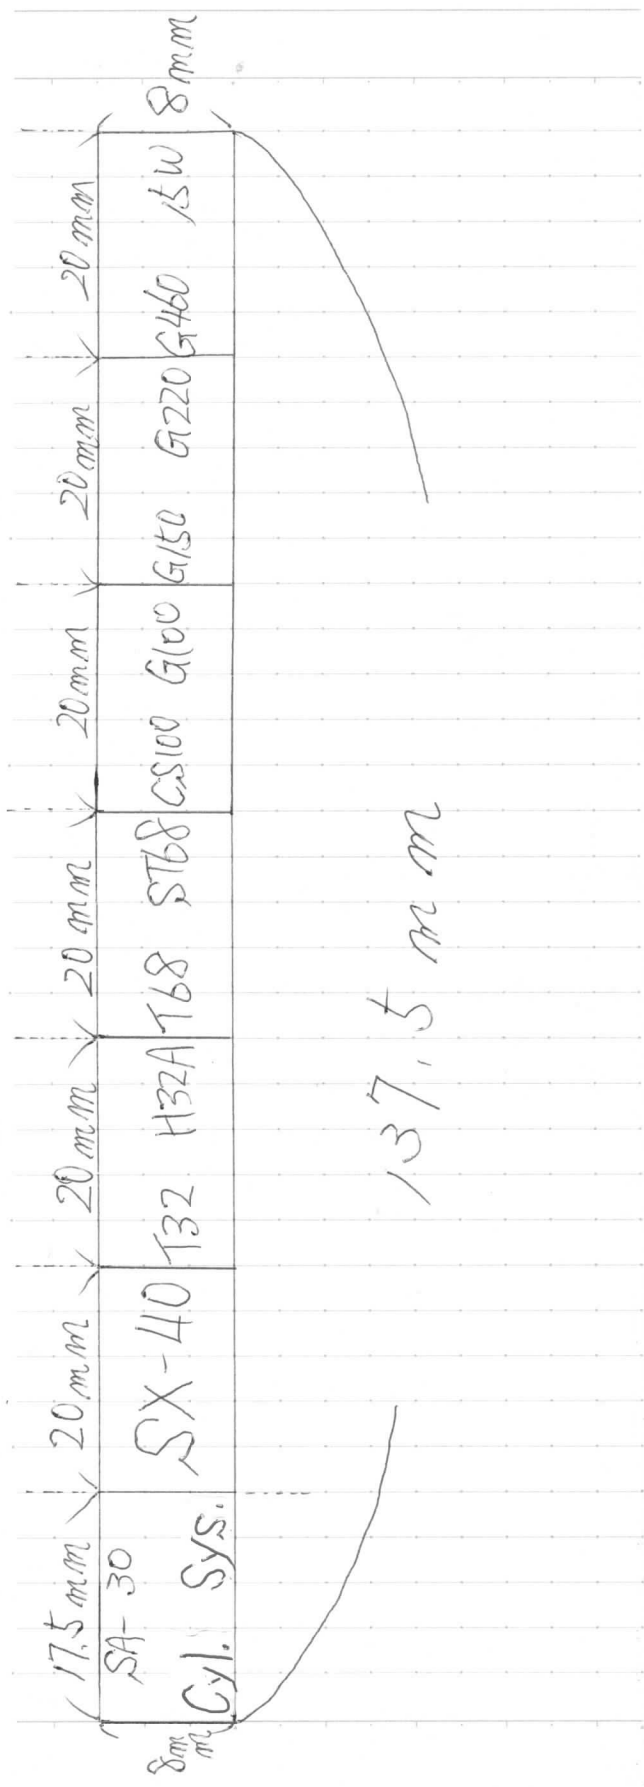 17.5mm 20mm 20mm 20mm 20mm 20mm 20mm
8mm
SA-30
Cyl. Sys.
SX-40
T32 H32A
T68 ST68
CS100 G100
G150 G220
G460 15W
8mm
137.5 mm